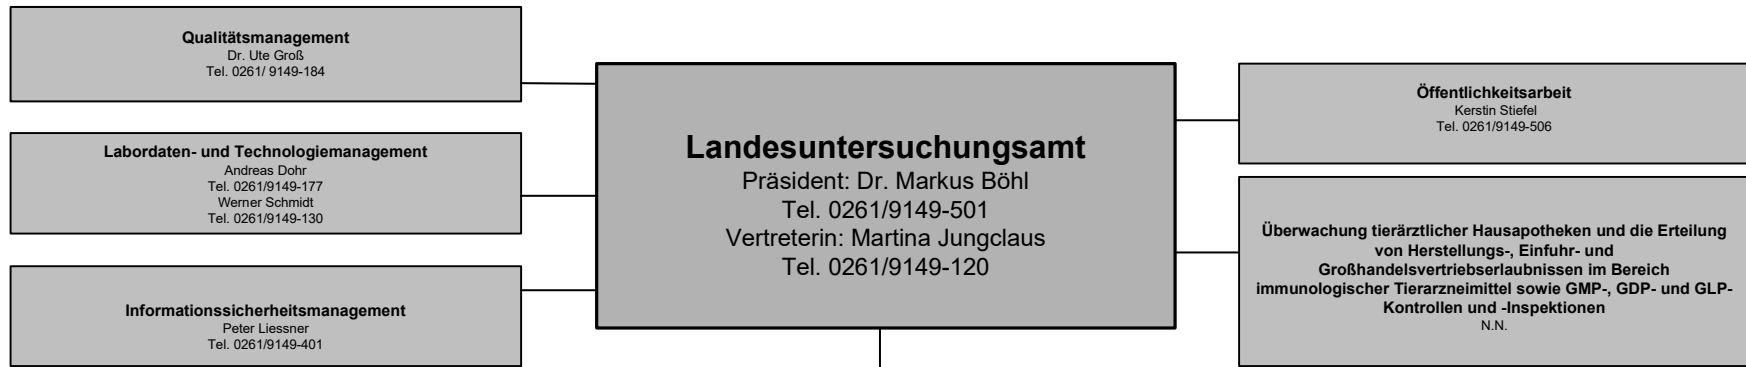 Qualitätsmanagement
Dr. Ute Groß
Tel. 0261/ 9149-184
Labordaten- und Technologiemanagement
Andreas Dohr
Tel. 0261/9149-177
Werner Schmidt
Tel. 0261/9149-130
Informationssicherheitsmanagement
Peter Liessner
Tel. 0261/9149-401
Landesuntersuchungsamt
Präsident: Dr. Markus Böhl
Tel. 0261/9149-501
Vertreterin: Martina Jungclaus
Tel. 0261/9149-120
Öffentlichkeitsarbeit
Kerstin Stiefel
Tel. 0261/9149-506
Überwachung tierärztlicher Hausapotheken und die Erteilung
von Herstellungs-, Einfuhr- und
Großhandelsvertriebserlaubnissen im Bereich
immunologischer Tierarzneimittel sowie GMP-, GDP- und GLP-
Kontrollen und -Inspektionen
N.N.